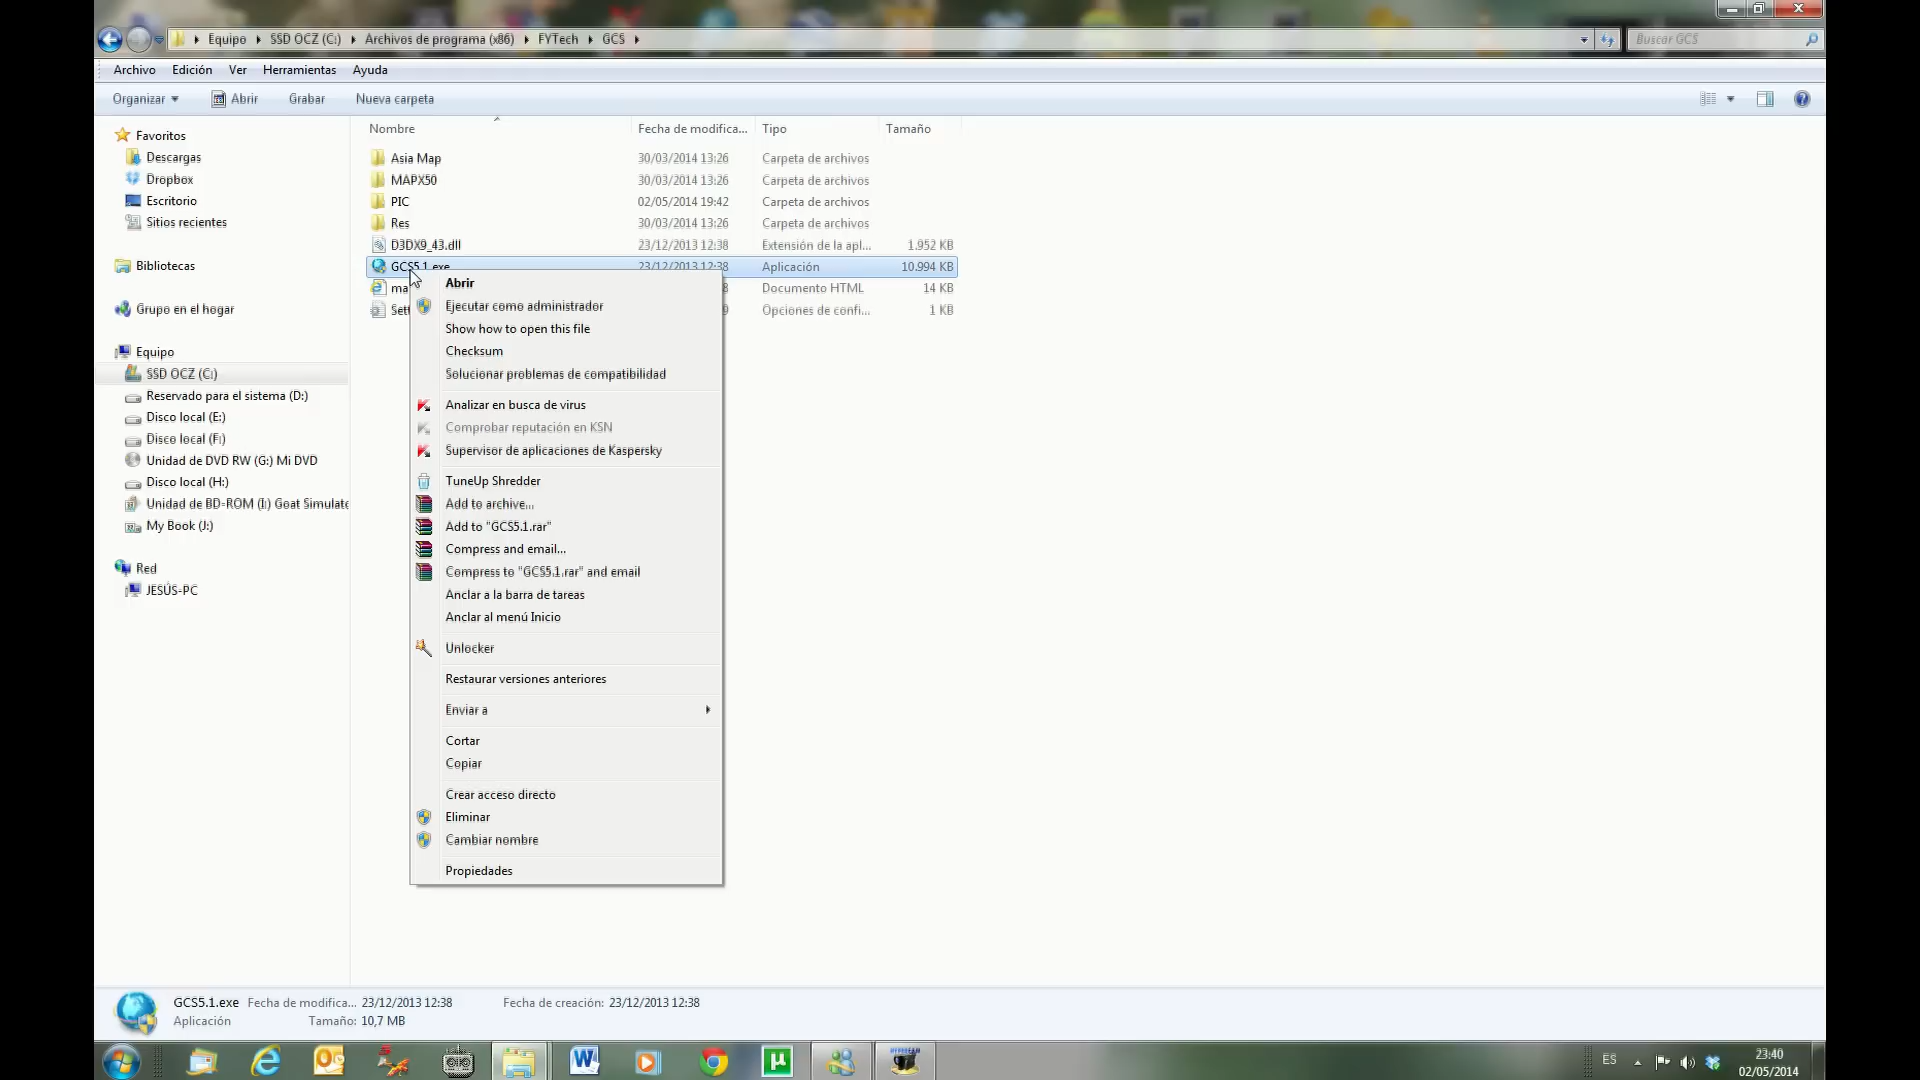 Equipo SSD OCZ (C:) Archivos de programa (x86) FYTech GCS
Buscar GCS
Archivo Edición Ver Herramientas Ayuda
Organizar Abrir Grabar Nueva carpeta
Nombre Fecha de modifica... Tipo Tamaño
Favoritos
Descargas
Dropbox
Escritorio
Sitios recientes
Bibliotecas
Grupo en el hogar
Equipo
SSD OCZ (C:)
Reservado para el sistema (D:)
Disco local (E:)
Disco local (F:)
Unidad de DVD RW (G:) Mi DVD
Disco local (H:)
Unidad de BD-ROM (I:) Goat Simulato
My Book (J:)
Red
JESÚS-PC
Asia Map 30/03/2014 13:26 Carpeta de archivos
MAPX50 30/03/2014 13:26 Carpeta de archivos
PIC 02/05/2014 19:42 Carpeta de archivos
Res 30/03/2014 13:26 Carpeta de archivos
D3DX9_43.dll 23/12/2013 12:38 Extensión de la apl... 1.952 KB
GCS5.1.exe 23/12/2013 12:38 Aplicación 10.994 KB
ma 8 Documento HTML 14 KB
Sett 9 Opciones de confi... 1 KB
Abrir
Ejecutar como administrador
Show how to open this file
Checksum
Solucionar problemas de compatibilidad
Analizar en busca de virus
Comprobar reputación en KSN
Supervisor de aplicaciones de Kaspersky
TuneUp Shredder
Add to archive...
Add to "GCS5.1.rar"
Compress and email...
Compress to "GCS5.1.rar" and email
Anclar a la barra de tareas
Anclar al menú Inicio
Unlocker
Restaurar versiones anteriores
Enviar a
Cortar
Copiar
Crear acceso directo
Eliminar
Cambiar nombre
Propiedades
GCS5.1.exe Fecha de modifica... 23/12/2013 12:38 Fecha de creación: 23/12/2013 12:38
Aplicación Tamaño: 10,7 MB
ES
23:40
02/05/2014